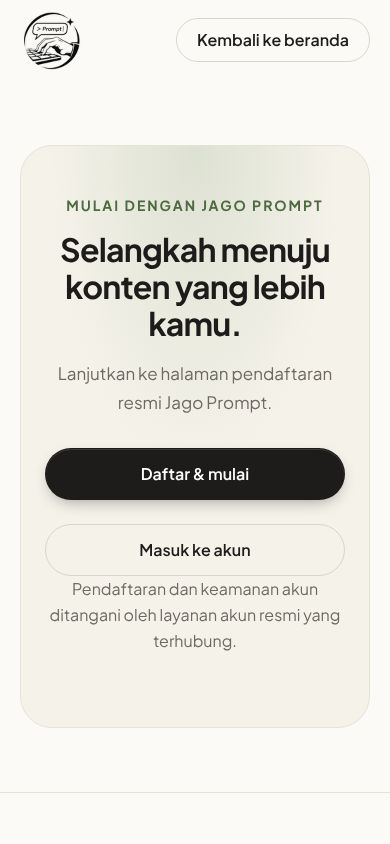 > Prompt|
Kembali ke beranda
MULAI DENGAN JAGO PROMPT
Selangkah menuju
konten yang lebih
kamu.
Lanjutkan ke halaman pendaftaran
resmi Jago Prompt.
Daftar & mulai
Masuk ke akun
Pendaftaran dan keamanan akun
ditangani oleh layanan akun resmi yang
terhubung.